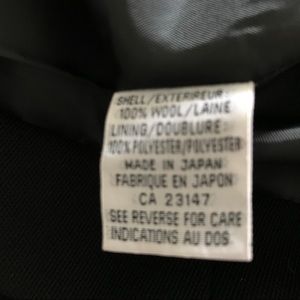 SHELL/EXTERIEUR:
100% WOOL/LAINE
LINING/DOUBLURE:
100% POLYESTER/POLYESTER
MADE IN JAPAN
FABRIQUE EN JAPON
CA 23147
SEE REVERSE FOR CARE
INDICATIONS AU DOS